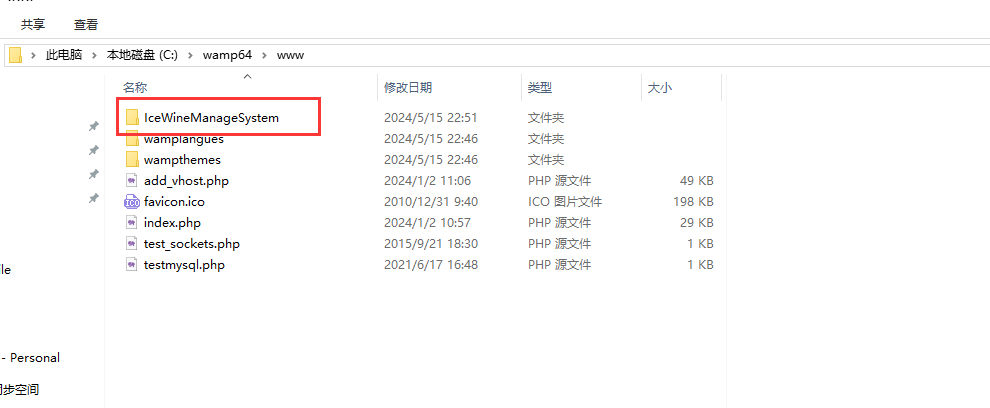 共享 查看
此电脑 本地磁盘 (C:) wamp64 www
名称 修改日期 类型 大小
IceWineManageSystem 2024/5/15 22:51 文件夹
wamplangues 2024/5/15 22:46 文件夹
wampthemes 2024/5/15 22:46 文件夹
add_vhost.php 2024/1/2 11:06 PHP 源文件 49 KB
favicon.ico 2010/12/31 9:40 ICO 图片文件 198 KB
index.php 2024/1/2 10:57 PHP 源文件 29 KB
test_sockets.php 2015/9/21 18:30 PHP 源文件 1 KB
testmysql.php 2021/6/17 16:48 PHP 源文件 1 KB
lle
- Personal
步空间